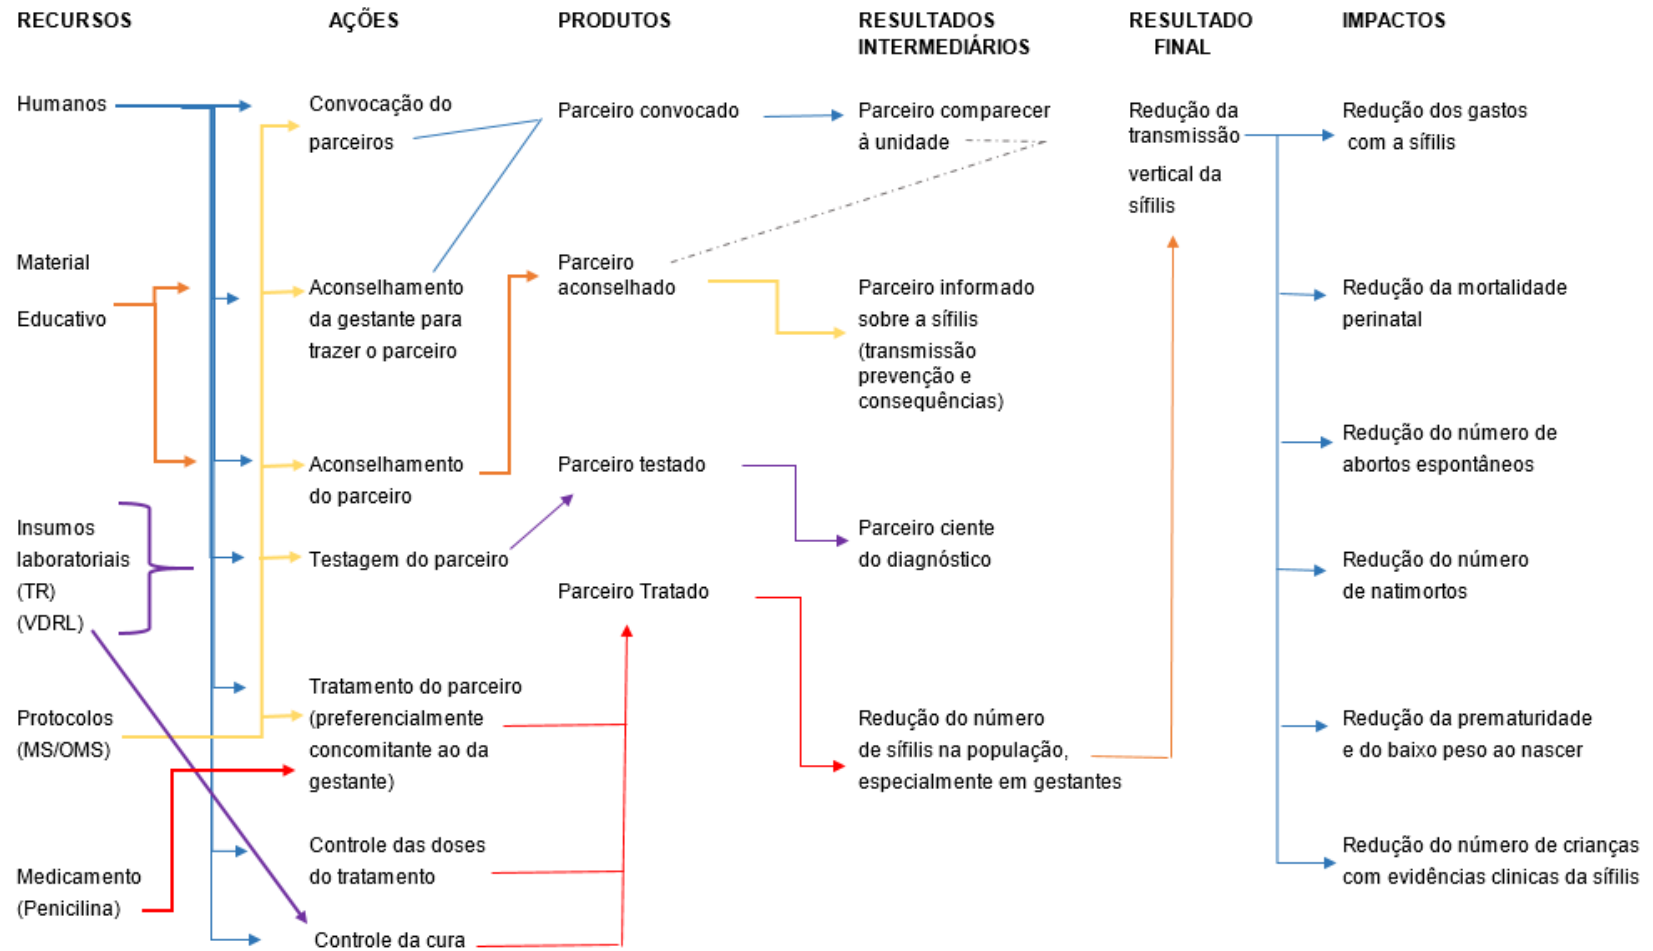 RECURSOS
AÇÕES
PRODUTOS
RESULTADOS
INTERMEDIÁRIOS
RESULTADO
FINAL
IMPACTOS
Humanos
Material
Educativo
Insumos
laboratoriais
(TR)
(VDRL)
Protocolos
(MS/OMS)
Medicamento
(Penicilina)
Convocação do
parceiros
Aconselhamento
da gestante para
trazer o parceiro
Aconselhamento
do parceiro
Testagem do parceiro
Tratamento do parceiro
(preferencialmente
concomitante ao da
gestante)
Controle das doses
do tratamento
Controle da cura
Parceiro convocado
Parceiro
aconselhado
Parceiro testado
Parceiro Tratado
Parceiro comparecer
à unidade
Parceiro informado
sobre a sífilis
(transmissão
prevenção e
consequências)
Parceiro ciente
do diagnóstico
Redução do número
de sífilis na população,
especialmente em gestantes
Redução da
transmissão
vertical da
sífilis
Redução dos gastos
com a sífilis
Redução da mortalidade
perinatal
Redução do número de
abortos espontâneos
Redução do número
de natimortos
Redução da prematuridade
e do baixo peso ao nascer
Redução do número de crianças
com evidências clinicas da sífilis